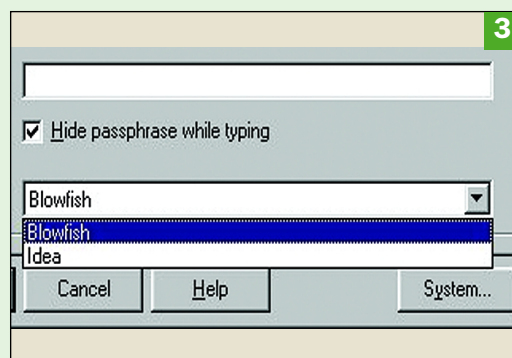 3
Hide passphrase while typing
Blowfish
Blowfish
Idea
Cancel Help System...